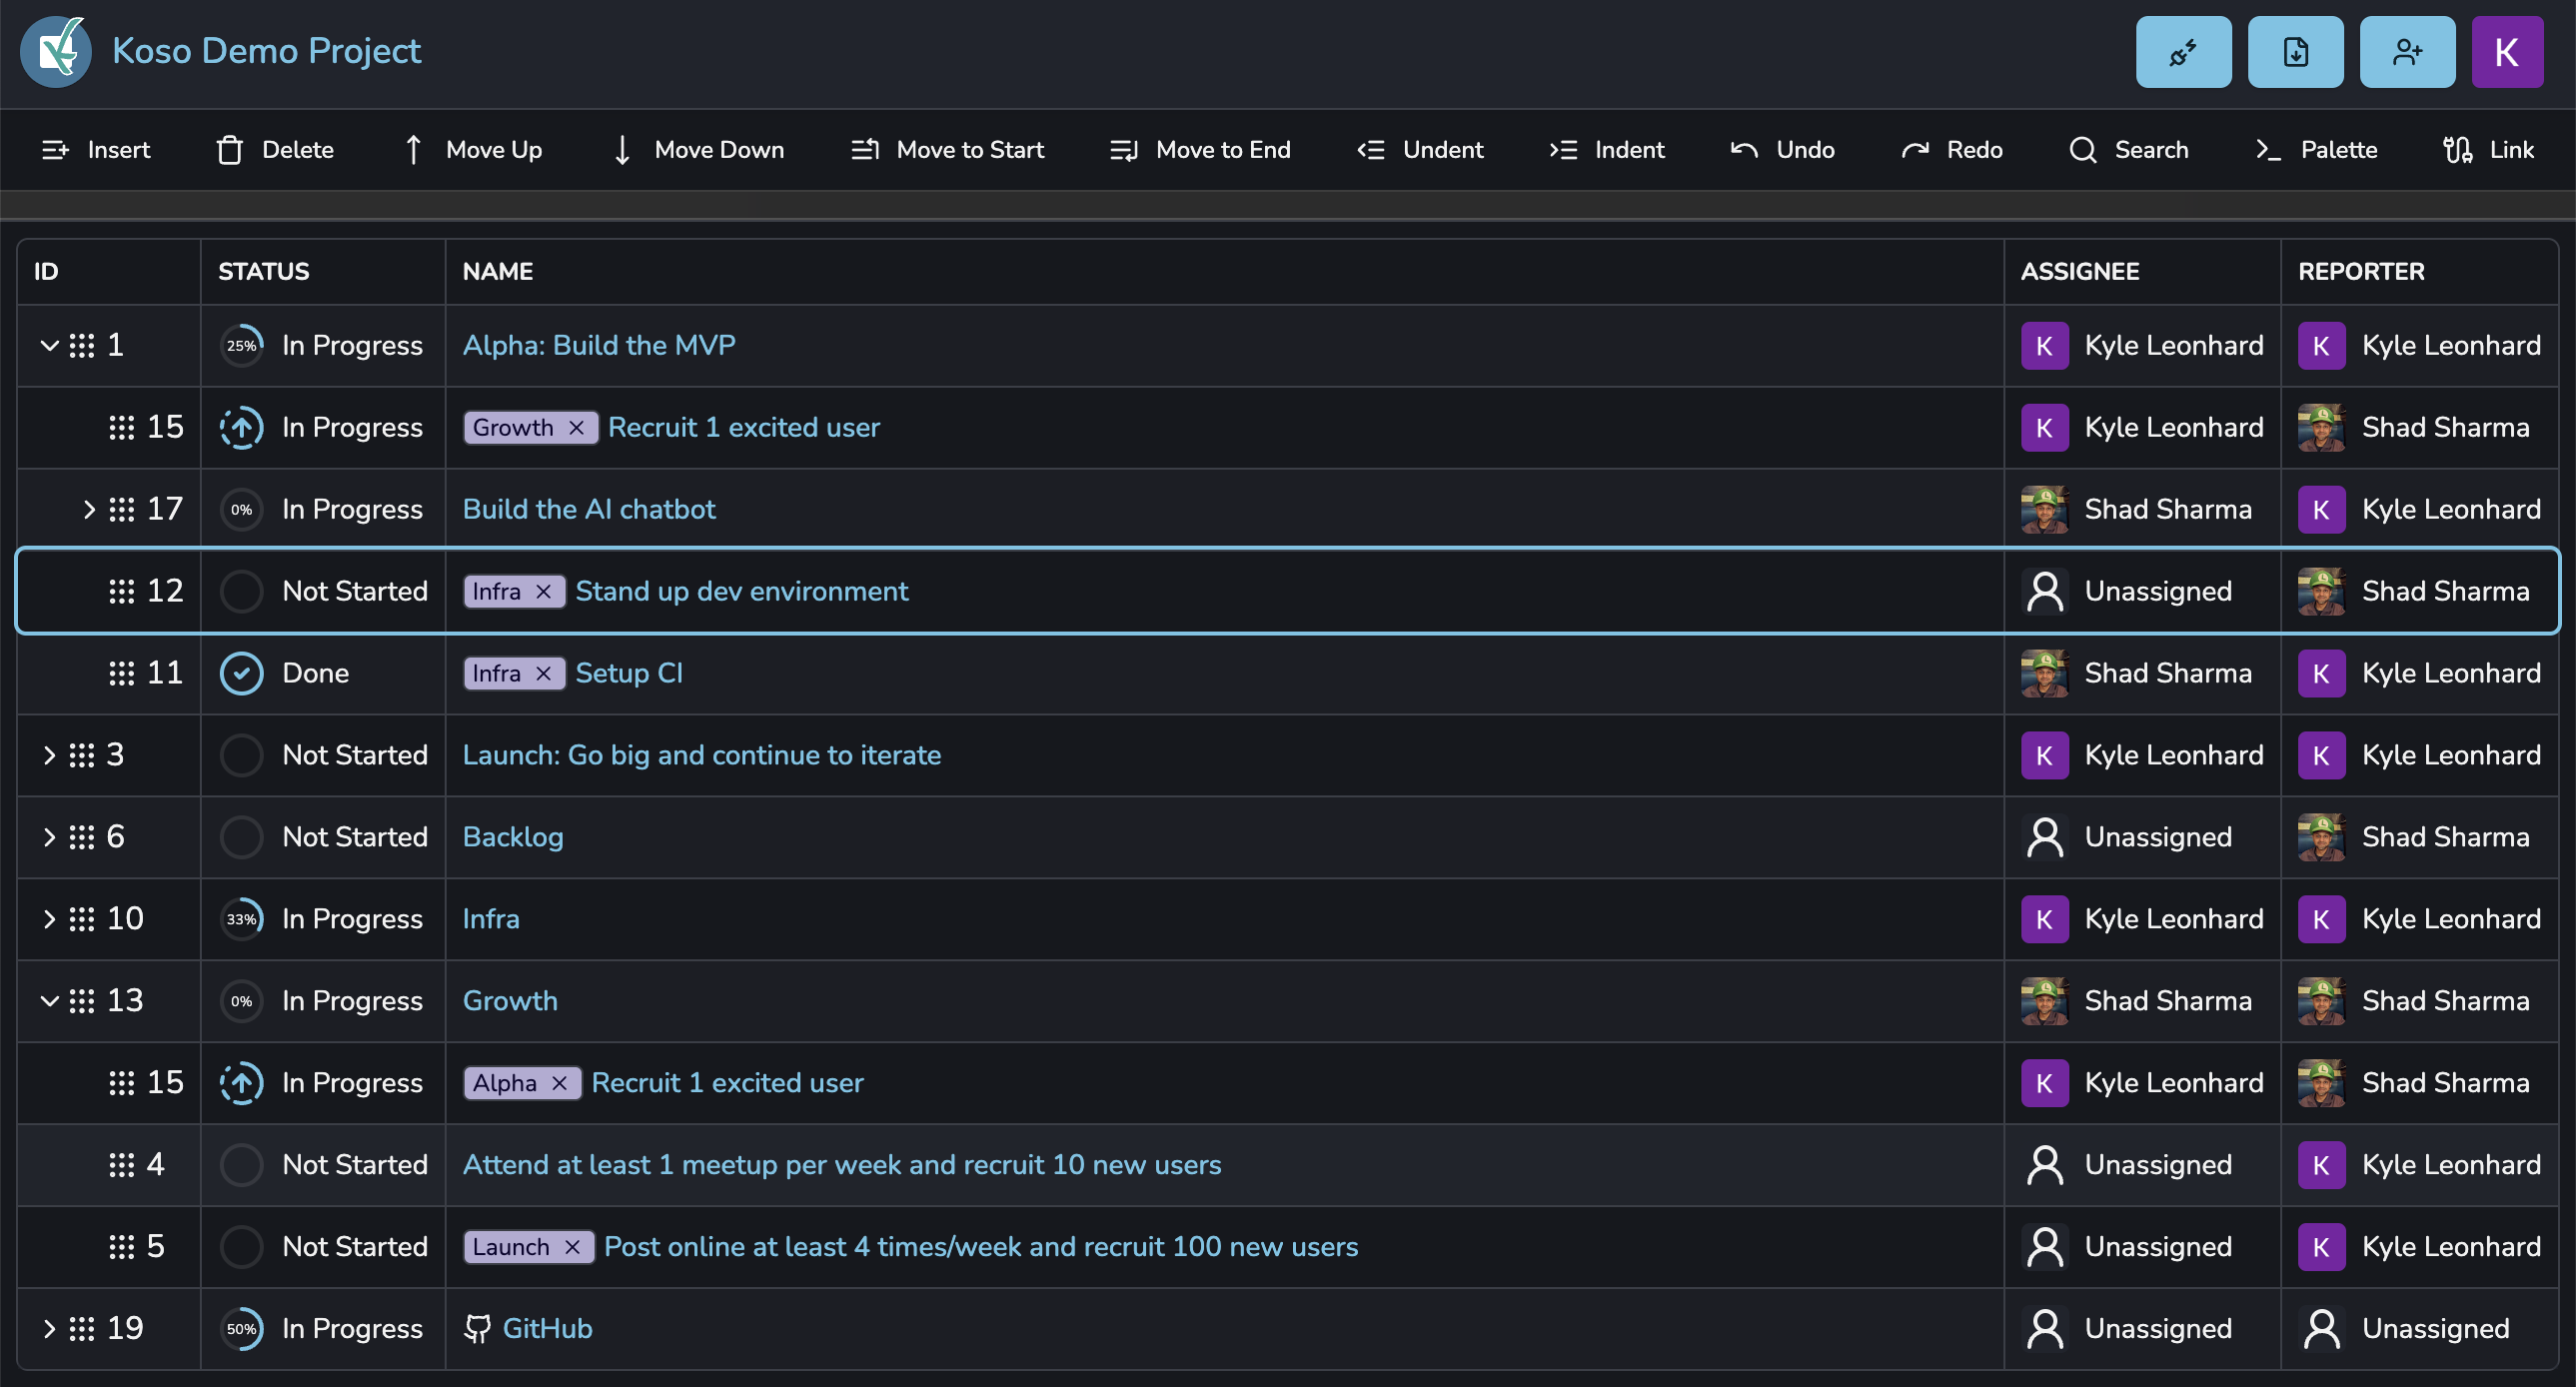 Koso Demo Project K
Insert Delete Move Up Move Down Move to Start Move to End Undent Indent Undo Redo Search Palette Link
ID STATUS NAME ASSIGNEE REPORTER
1 25% In Progress Alpha: Build the MVP K Kyle Leonhard K Kyle Leonhard
15 In Progress Growth Recruit 1 excited user K Kyle Leonhard Shad Sharma
17 0% In Progress Build the AI chatbot Shad Sharma K Kyle Leonhard
12 Not Started Infra Stand up dev environment Unassigned Shad Sharma
11 Done Infra Setup CI Shad Sharma K Kyle Leonhard
3 Not Started Launch: Go big and continue to iterate K Kyle Leonhard K Kyle Leonhard
6 Not Started Backlog Unassigned Shad Sharma
10 33% In Progress Infra K Kyle Leonhard K Kyle Leonhard
13 0% In Progress Growth Shad Sharma Shad Sharma
15 In Progress Alpha Recruit 1 excited user K Kyle Leonhard Shad Sharma
4 Not Started Attend at least 1 meetup per week and recruit 10 new users Unassigned K Kyle Leonhard
5 Not Started Launch Post online at least 4 times/week and recruit 100 new users Unassigned K Kyle Leonhard
19 50% In Progress GitHub Unassigned Unassigned